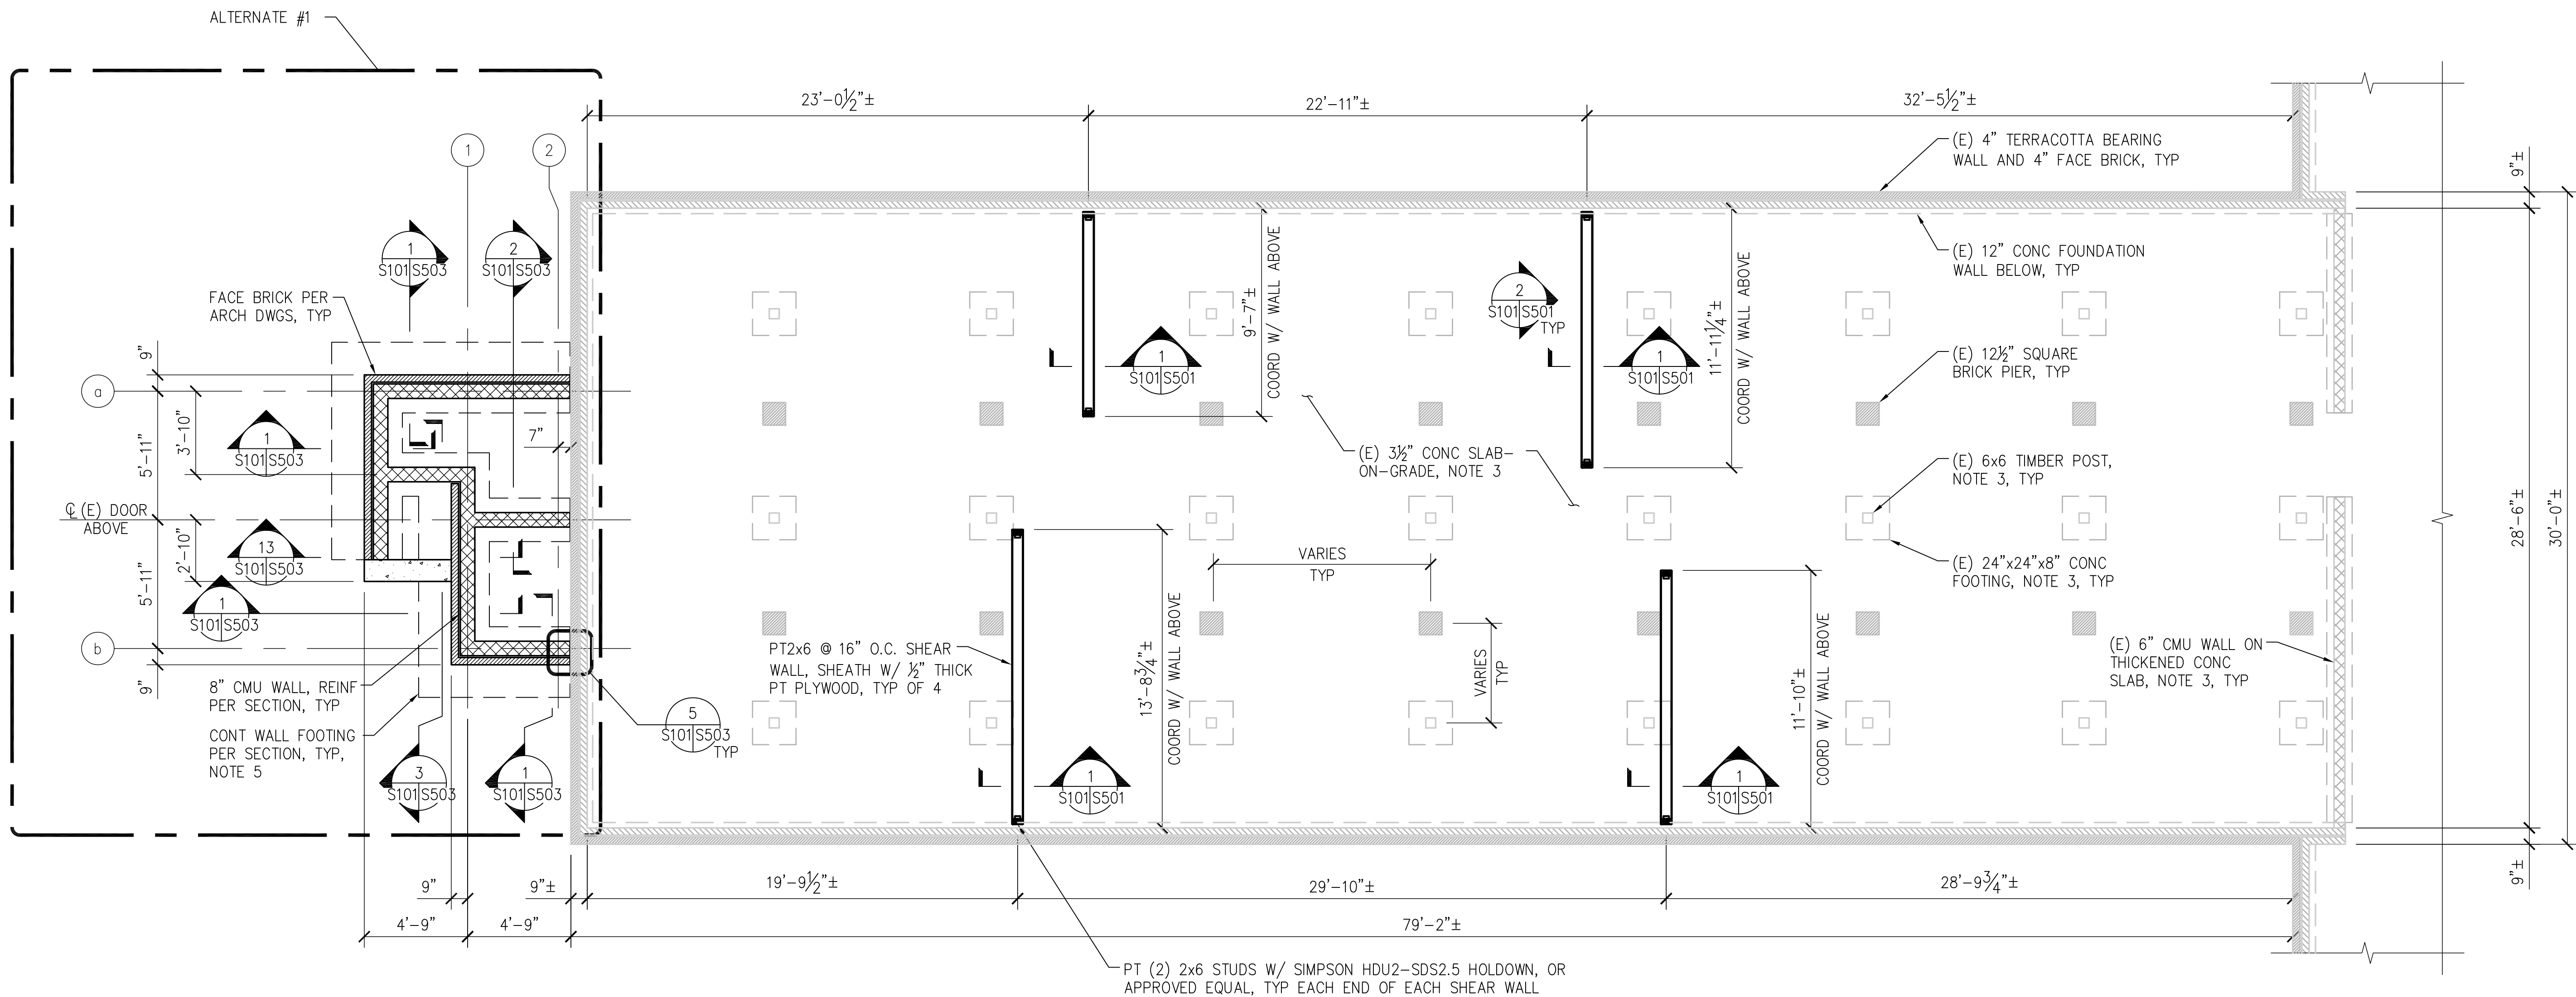 ALTERNATE #1
23'-0½"±
22'-11"±
32'-5½"±
(E) 4" TERRACOTTA BEARING
WALL AND 4" FACE BRICK, TYP
9"±
1
2
1
S101 S503
2
S101 S503
(E) 12" CONC FOUNDATION
WALL BELOW, TYP
FACE BRICK PER
ARCH DWGS, TYP
9'-7"±
COORD W/ WALL ABOVE
2
S101 S501
TYP
11'-11¼"±
COORD W/ WALL ABOVE
1
S101 S501
1
S101 S501
(E) 12½" SQUARE
BRICK PIER, TYP
9"
a
3'-10"
5'-11"
7"
1
S101 S503
(E) 3½" CONC SLAB-
ON-GRADE, NOTE 3
(E) 6x6 TIMBER POST,
NOTE 3, TYP
28'-6"±
30'-0"±
℄ (E) DOOR
ABOVE
2'-10"
5'-11"
13
S101 S503
1
S101 S503
VARIES
TYP
(E) 24"x24"x8" CONC
FOOTING, NOTE 3, TYP
b
9"
PT2x6 @ 16" O.C. SHEAR
WALL, SHEATH W/ ½" THICK
PT PLYWOOD, TYP OF 4
13'-8¾"±
COORD W/ WALL ABOVE
VARIES
TYP
11'-10"±
COORD W/ WALL ABOVE
(E) 6" CMU WALL ON
THICKENED CONC
SLAB, NOTE 3, TYP
8" CMU WALL, REINF
PER SECTION, TYP
CONT WALL FOOTING
PER SECTION, TYP,
NOTE 5
5
S101 S503
TYP
3
S101 S503
1
S101 S503
1
S101 S501
1
S101 S501
9"±
9"
9"±
19'-9½"±
29'-10"±
28'-9¾"±
4'-9"
4'-9"
79'-2"±
PT (2) 2x6 STUDS W/ SIMPSON HDU2-SDS2.5 HOLDOWN, OR
APPROVED EQUAL, TYP EACH END OF EACH SHEAR WALL